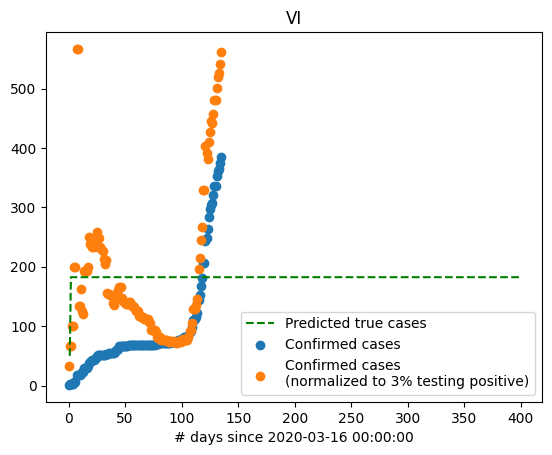 VI
500
400
300
200
100
0
Predicted true cases
Confirmed cases
Confirmed cases
(normalized to 3% testing positive)
0 50 100 150 200 250 300 350 400
# days since 2020-03-16 00:00:00